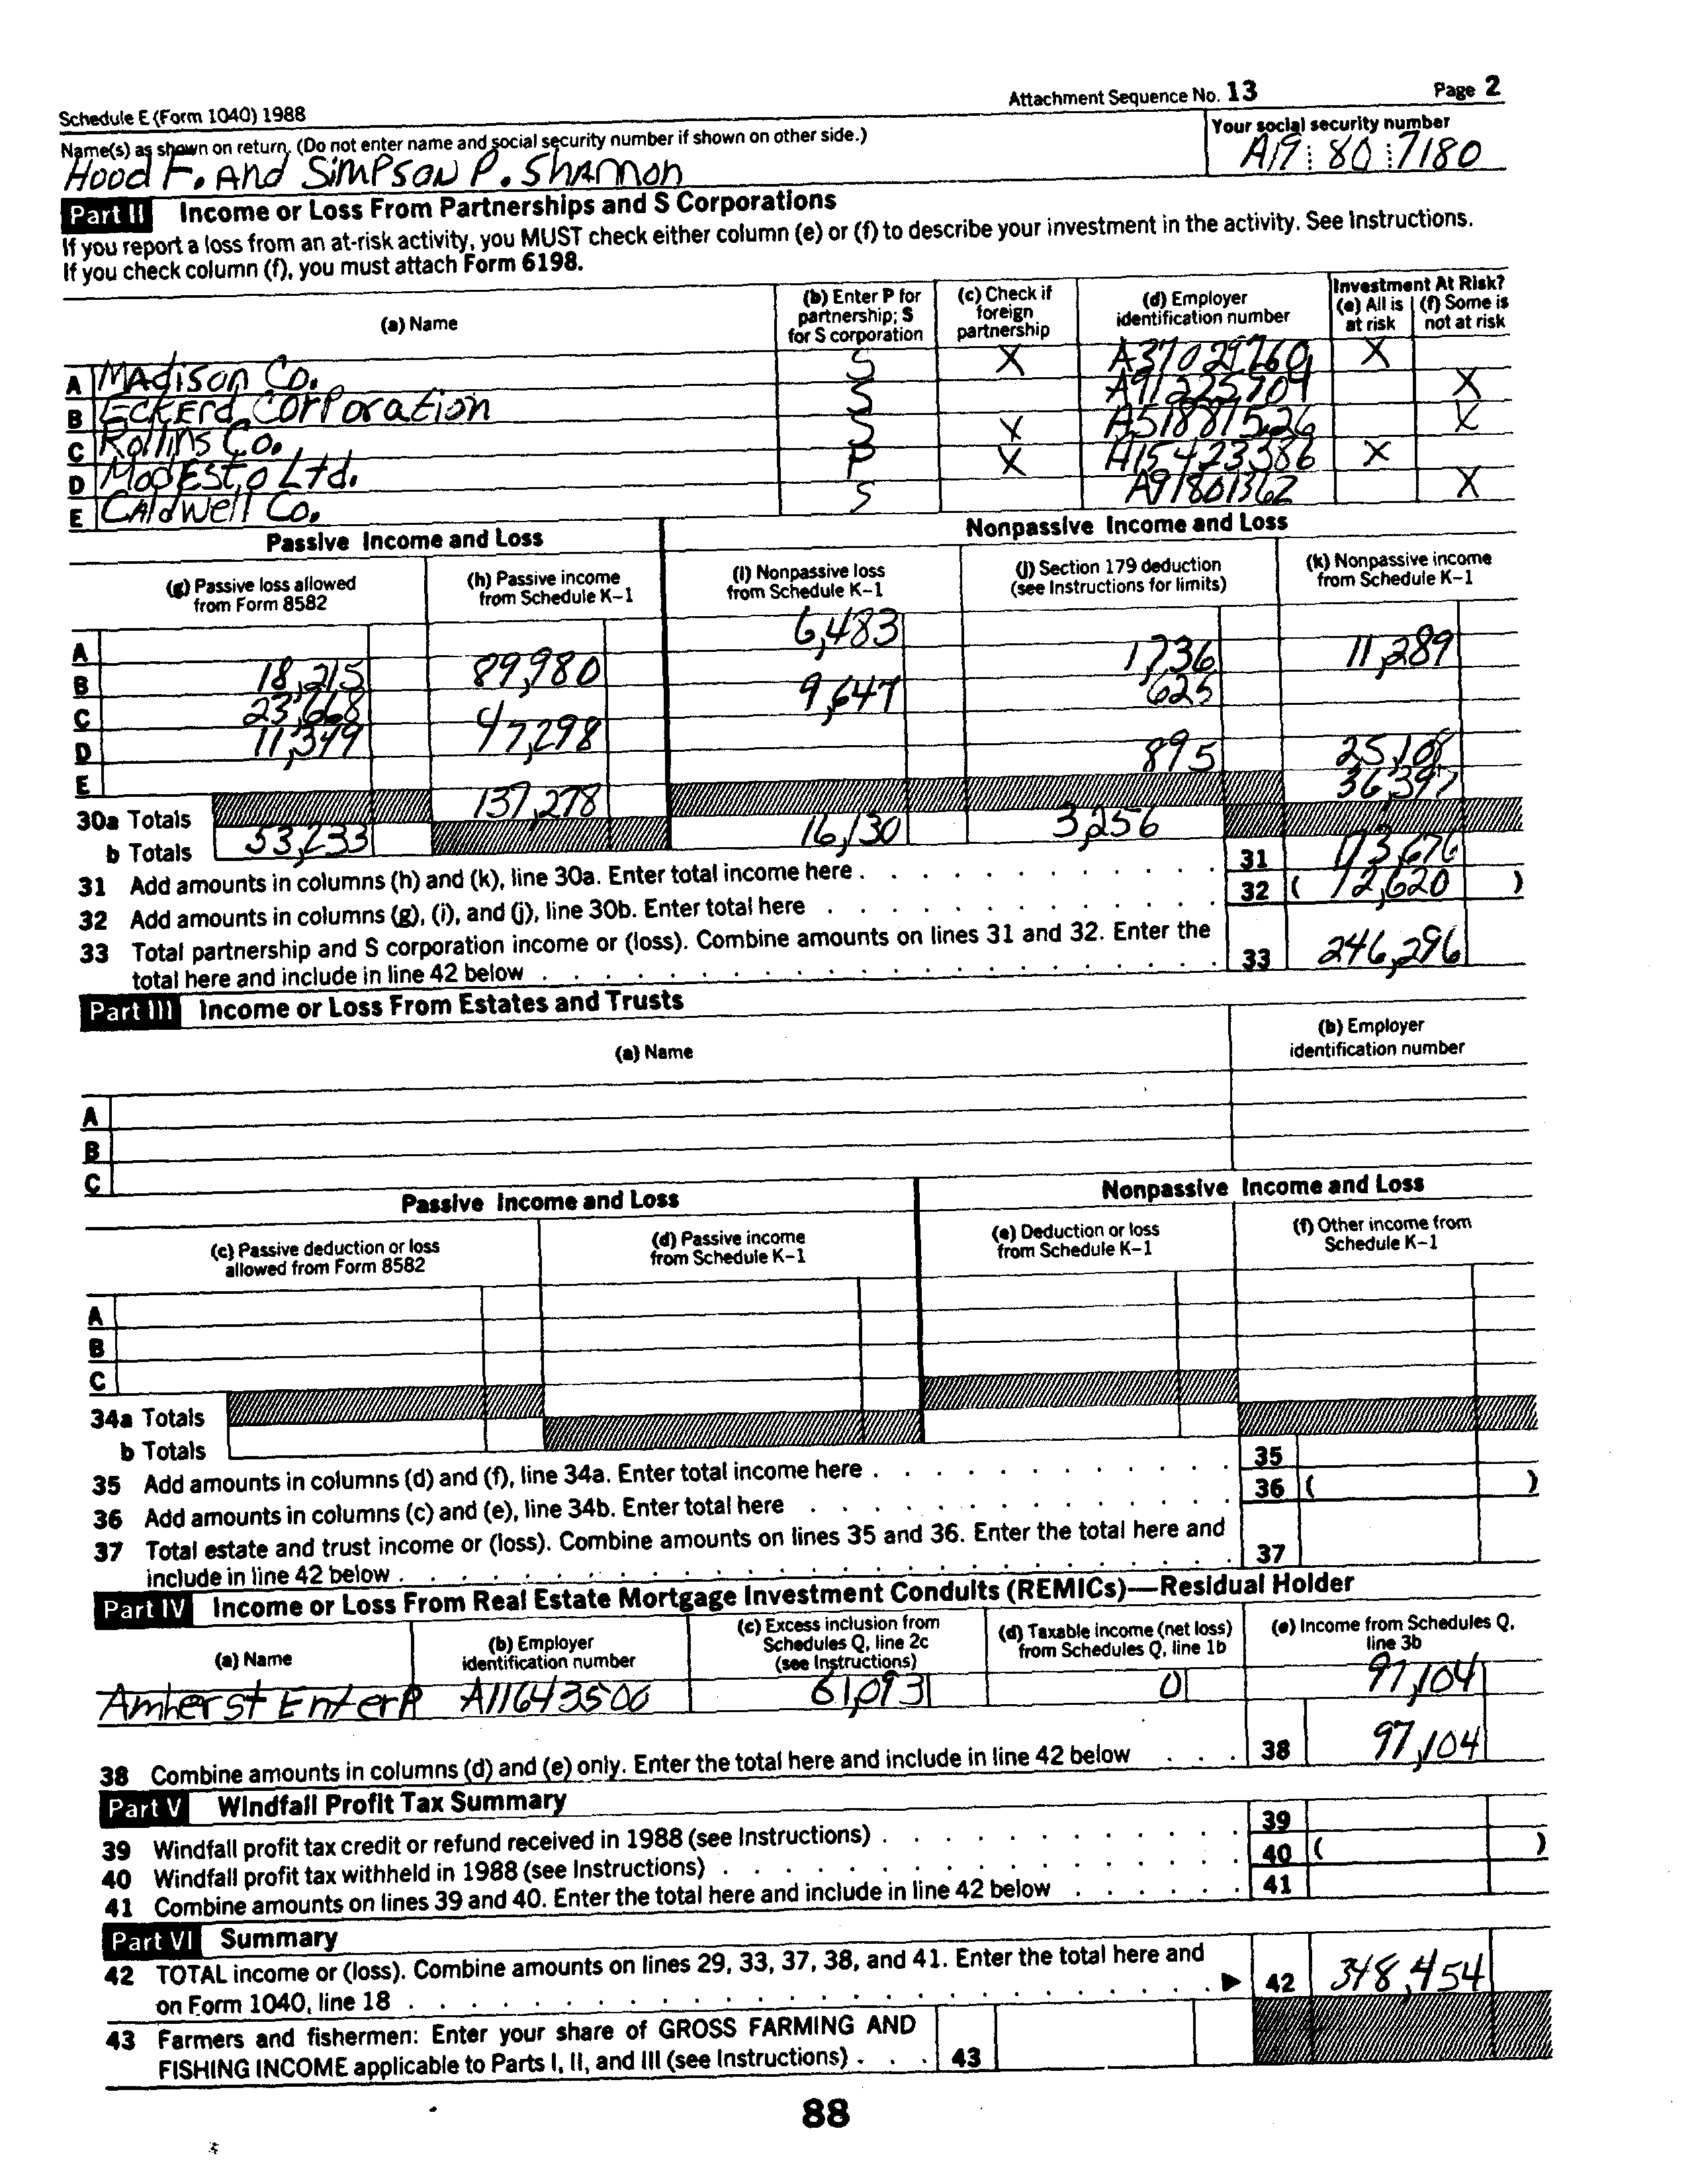 Schedule E (Form 1040) 1988 Attachment Sequence No. 13 Page 2
Name(s) as shown on return. (Do not enter name and social security number if shown on other side.) Your social security number
Hood F. And Simpson P. Shannon A19 80 7180
Part II Income or Loss From Partnerships and S Corporations
If you report a loss from an at-risk activity, you MUST check either column (e) or (f) to describe your investment in the activity. See Instructions.
If you check column (f), you must attach Form 6198.
(a) Name
(b) Enter P for partnership; S for S corporation
(c) Check if foreign partnership
(d) Employer identification number
Investment At Risk?
(e) All is at risk
(f) Some is not at risk
A Madison Co. S X A37029760 X
B Eckerd Corporation S A91225709 X
C Rollins Co. S X A51887526 X
D Modesto Ltd. P X A15423386 X
E Caldwell Co. S A91801362 X
Passive Income and Loss Nonpassive Income and Loss
(g) Passive loss allowed from Form 8582
(h) Passive income from Schedule K-1
(i) Nonpassive loss from Schedule K-1
(j) Section 179 deduction (see Instructions for limits)
(k) Nonpassive income from Schedule K-1
A 6,483
B 18,215 89,980 1,736 11,289
C 23,668 9,647 625
D 11,349 47,298
E 895 25,108
30a Totals 137,278 36,397
b Totals 53,233 16,130 3,256
31 Add amounts in columns (h) and (k), line 30a. Enter total income here 31 173,676
32 Add amounts in columns (g), (i), and (j), line 30b. Enter total here 32 ( 12,620 )
33 Total partnership and S corporation income or (loss). Combine amounts on lines 31 and 32. Enter the
total here and include in line 42 below 33 246,296
Part III Income or Loss From Estates and Trusts
(a) Name
(b) Employer identification number
A
B
C
Passive Income and Loss Nonpassive Income and Loss
(c) Passive deduction or loss allowed from Form 8582
(d) Passive income from Schedule K-1
(e) Deduction or loss from Schedule K-1
(f) Other income from Schedule K-1
A
B
C
34a Totals
b Totals
35 Add amounts in columns (d) and (f), line 34a. Enter total income here 35
36 Add amounts in columns (c) and (e), line 34b. Enter total here 36 ( )
37 Total estate and trust income or (loss). Combine amounts on lines 35 and 36. Enter the total here and
include in line 42 below 37
Part IV Income or Loss From Real Estate Mortgage Investment Conduits (REMICs)—Residual Holder
(a) Name
(b) Employer identification number
(c) Excess inclusion from Schedules Q, line 2c (see Instructions)
(d) Taxable income (net loss) from Schedules Q, line 1b
(e) Income from Schedules Q, line 3b
Amherst Enterp A11643500 61,093 0 97,104
38 Combine amounts in columns (d) and (e) only. Enter the total here and include in line 42 below 38 97,104
Part V Windfall Profit Tax Summary
39 Windfall profit tax credit or refund received in 1988 (see Instructions) 39
40 Windfall profit tax withheld in 1988 (see Instructions) 40 ( )
41 Combine amounts on lines 39 and 40. Enter the total here and include in line 42 below 41
Part VI Summary
42 TOTAL income or (loss). Combine amounts on lines 29, 33, 37, 38, and 41. Enter the total here and
on Form 1040, line 18 ▶ 42 348,454
43 Farmers and fishermen: Enter your share of GROSS FARMING AND
FISHING INCOME applicable to Parts I, II, and III (see Instructions) 43
88